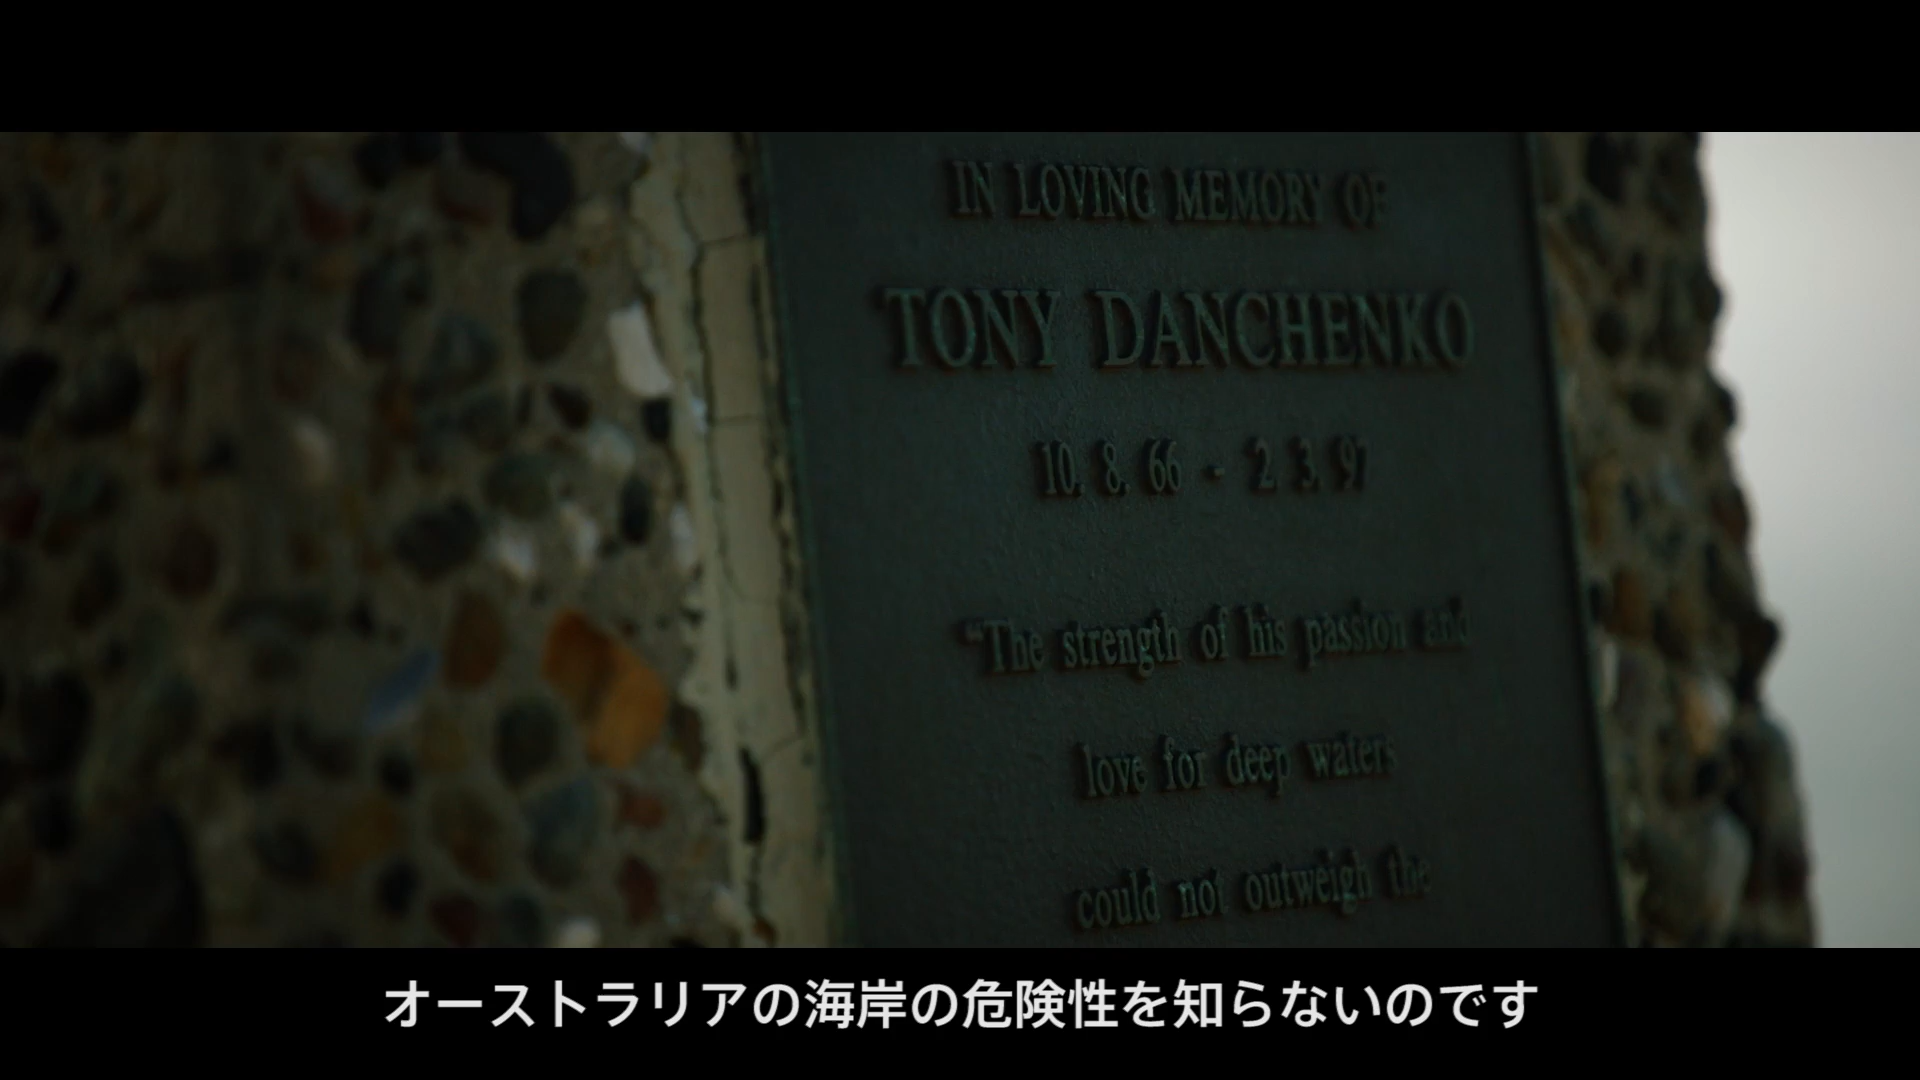 IN LOVING MEMORY OF
TONY DANCHENKO
10. 8. 66 - 2. 3. 97
“The strength of his passion and
love for deep waters
could not outweigh the
オーストラリアの海岸の危険性を知らないのです